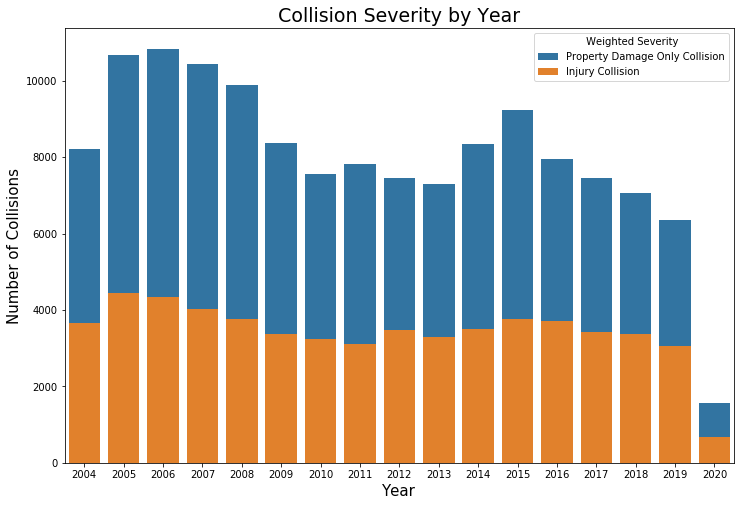 Collision Severity by Year
Weighted Severity
Property Damage Only Collision
Injury Collision
Number of Collisions
10000
8000
6000
4000
2000
0
2004 2005 2006 2007 2008 2009 2010 2011 2012 2013 2014 2015 2016 2017 2018 2019 2020
Year